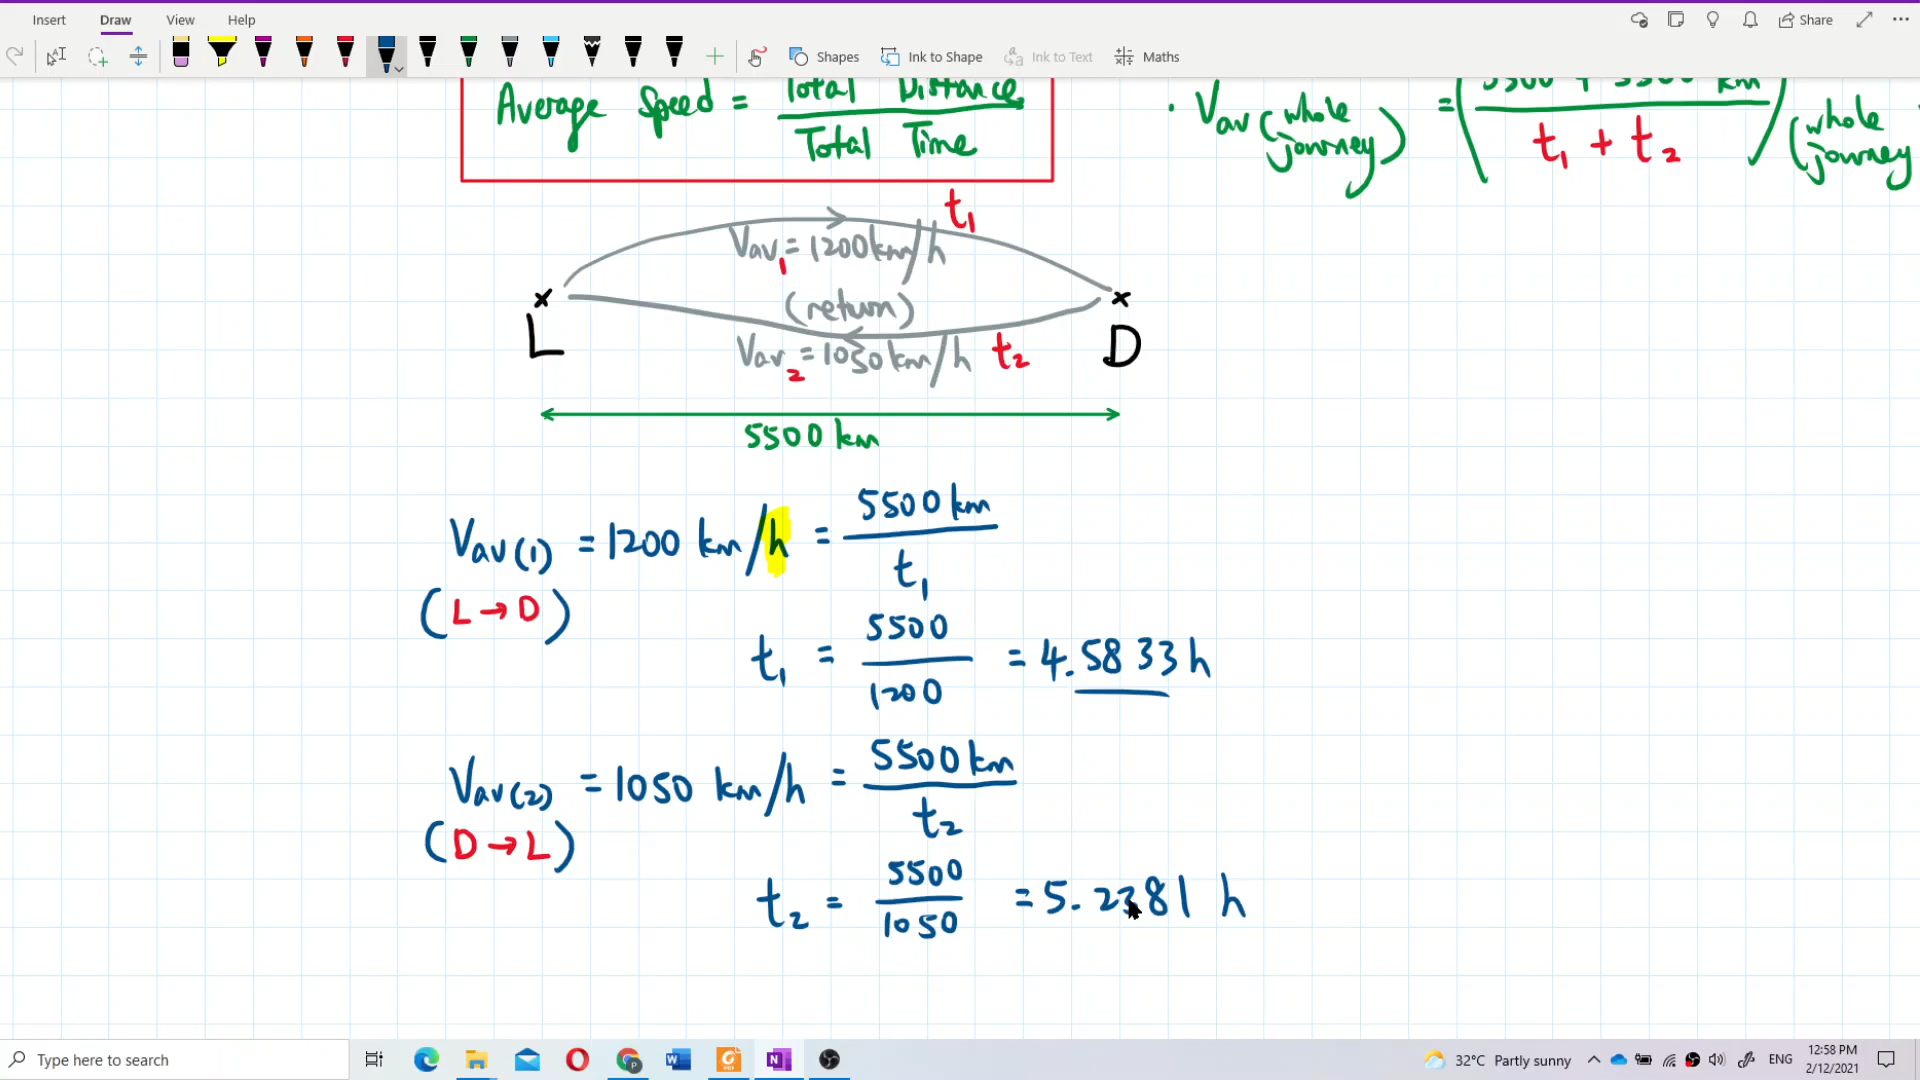 Insert Draw View Help
Share
Shapes Ink to Shape Ink to Text Maths
Average Speed = Total Distance / Total Time
Vav (whole journey) = ( 5500 + 5500 km / t₁ + t₂ ) (whole journey)
t₁
Vav₁ = 1200 km/h
(return)
L
D
Vav₂ = 1050 km/h t₂
5500 km
Vav(1) = 1200 km/h = 5500 km / t₁
(L → D)
t₁ = 5500 / 1200 = 4.5833 h
Vav(2) = 1050 km/h = 5500 km / t₂
(D → L)
t₂ = 5500 / 1050 = 5.2381 h
Type here to search
32°C Partly sunny
ENG
12:58 PM
2/12/2021